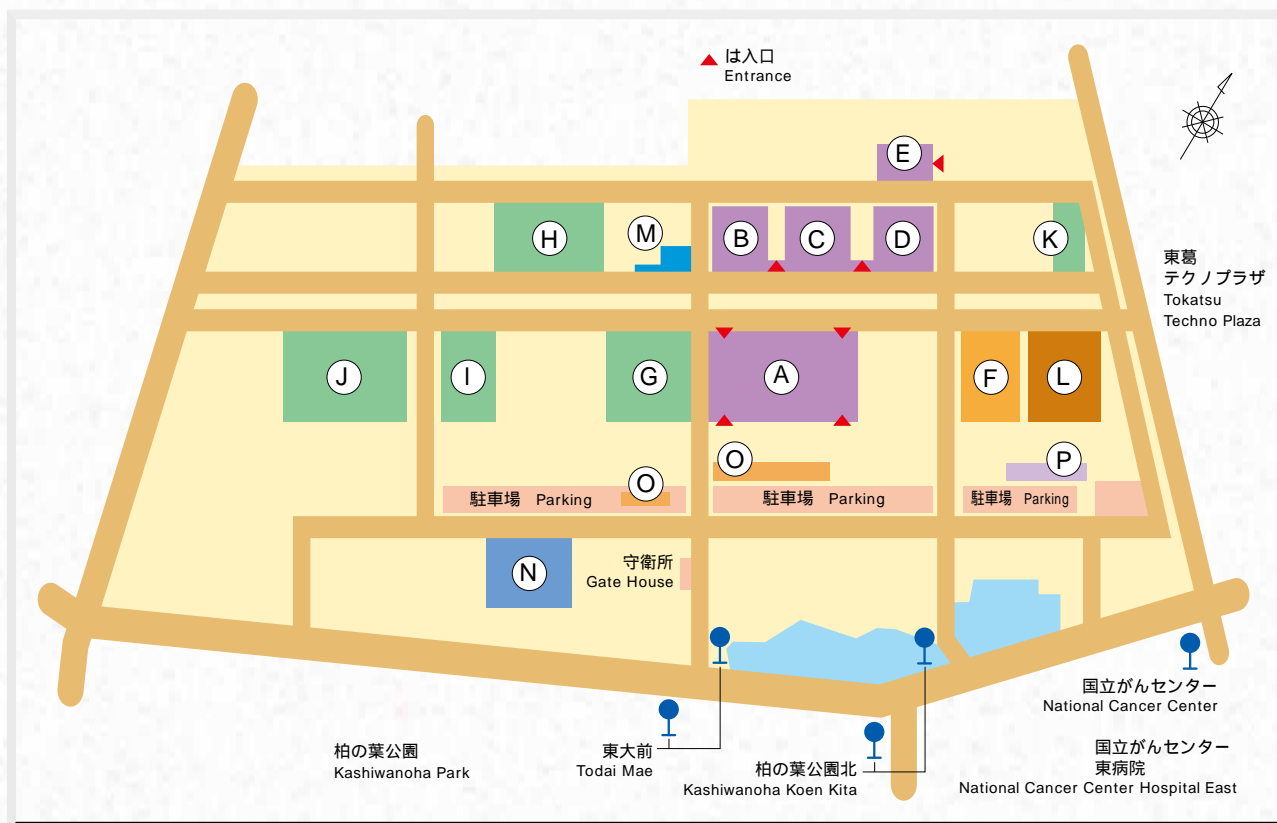 は入口
Entrance
E
H
M
B
C
D
K
東葛
テクノプラザ
Tokatsu
Techno Plaza
J
I
G
A
F
L
O
O
P
駐車場 Parking
駐車場 Parking
駐車場 Parking
N
守衛所
Gate House
国立がんセンター
National Cancer Center
柏の葉公園
Kashiwanoha Park
東大前
Todai Mae
柏の葉公園北
Kashiwanoha Koen Kita
国立がんセンター
東病院
National Cancer Center Hospital East